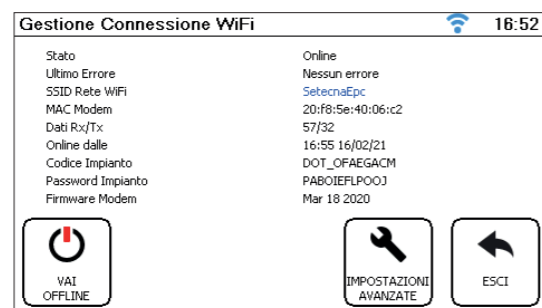 Gestione Connessione WiFi 16:52
Stato Online
Ultimo Errore Nessun errore
SSID Rete WiFi SetecnaEpc
MAC Modem 20:f8:5e:40:06:c2
Dati Rx/Tx 57/32
Online dalle 16:55 16/02/21
Codice Impianto DOT_OFAEGACM
Password Impianto PABOIEFLPOOJ
Firmware Modem Mar 18 2020
VAI
OFFLINE
IMPOSTAZIONI
AVANZATE
ESCI